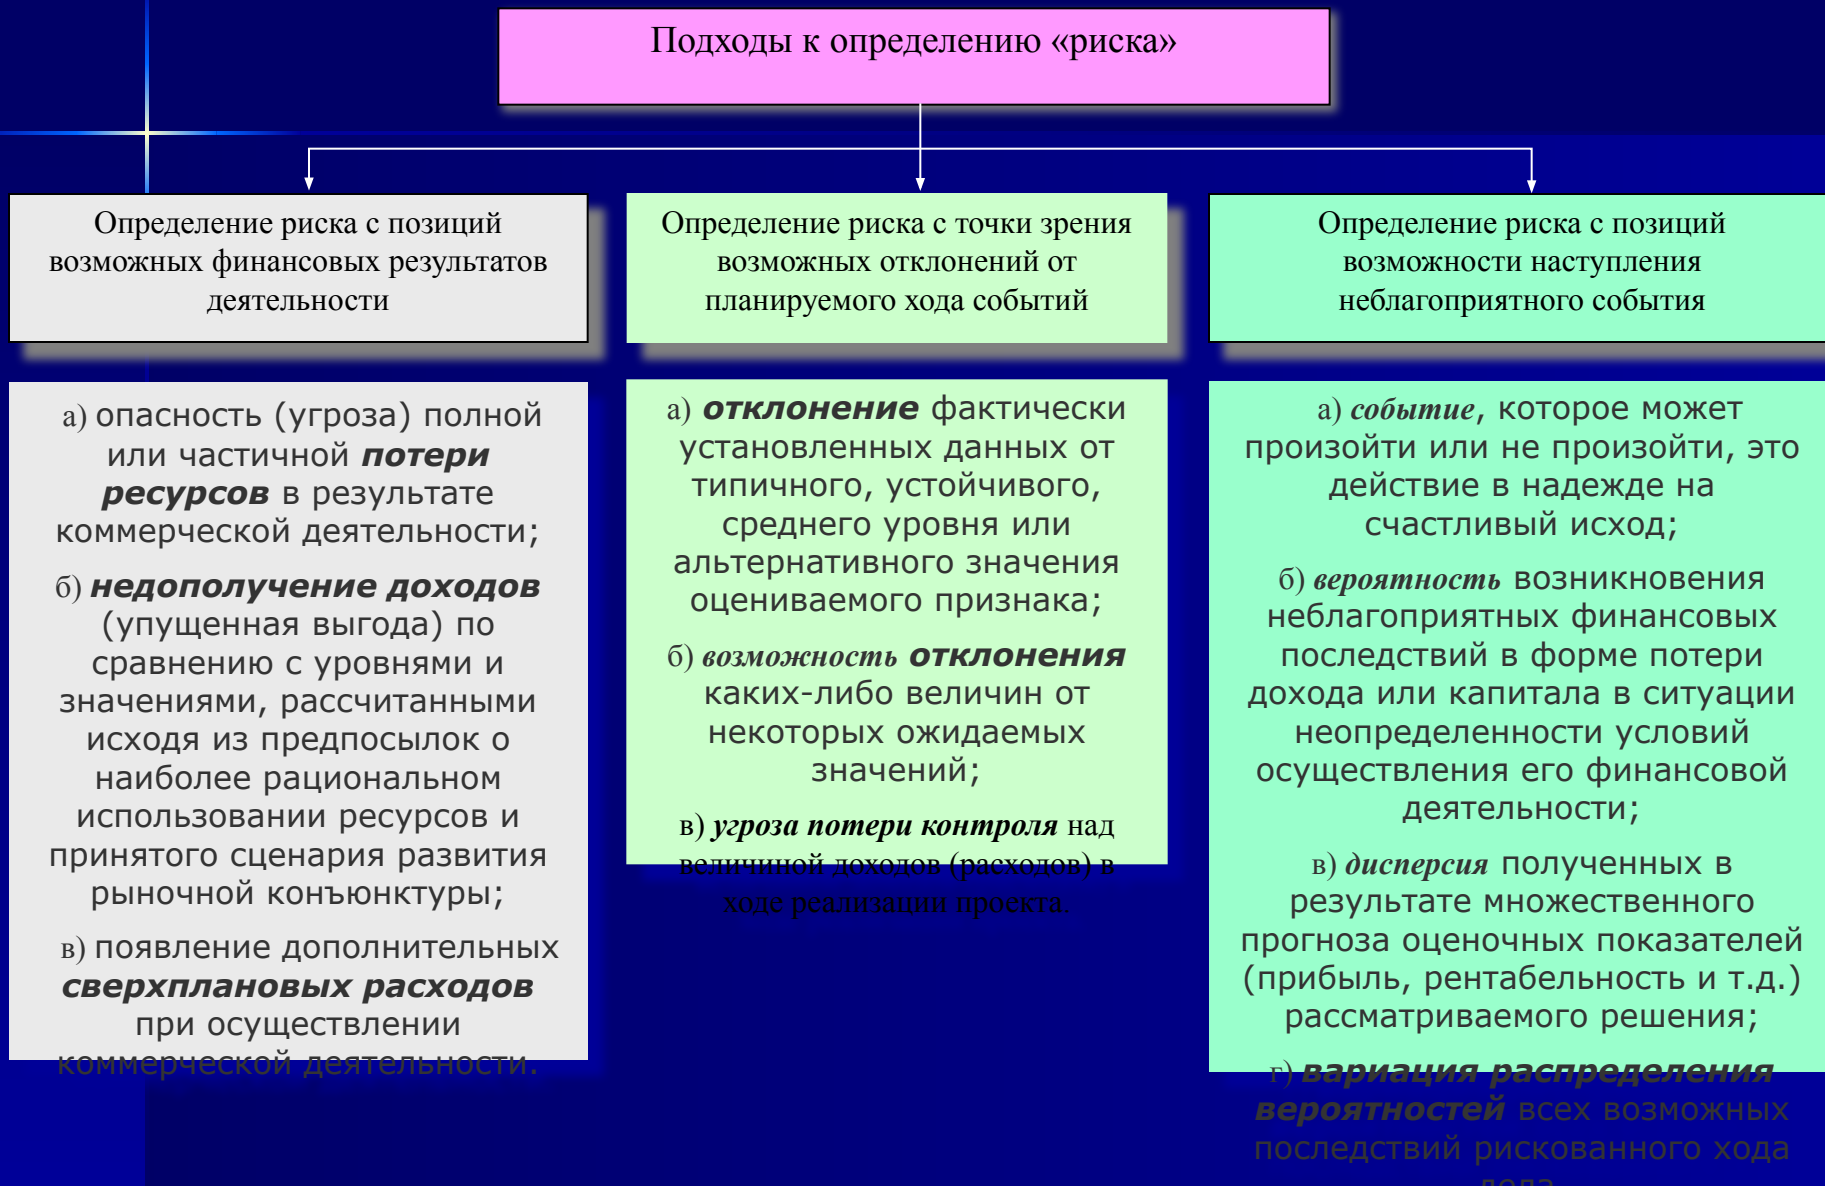 Подходы к определению «риска»
Определение риска с позиций
возможных финансовых результатов
деятельности
а) опасность (угроза) полной
или частичной потери
ресурсов в результате
коммерческой деятельности;
б) недополучение доходов
(упущенная выгода) по
сравнению с уровнями и
значениями, рассчитанными
исходя из предпосылок о
наиболее рациональном
использовании ресурсов и
принятого сценария развития
рыночной конъюнктуры;
в) появление дополнительных
сверхплановых расходов
при осуществлении
коммерческой деятельности.
Определение риска с точки зрения
возможных отклонений от
планируемого хода событий
а) отклонение фактически
установленных данных от
типичного, устойчивого,
среднего уровня или
альтернативного значения
оцениваемого признака;
б) возможность отклонения
каких-либо величин от
некоторых ожидаемых
значений;
в) угроза потери контроля над
величиной доходов (расходов) в
ходе реализации проекта.
Определение риска с позиций
возможности наступления
неблагоприятного события
а) событие, которое может
произойти или не произойти, это
действие в надежде на
счастливый исход;
б) вероятность возникновения
неблагоприятных финансовых
последствий в форме потери
дохода или капитала в ситуации
неопределенности условий
осуществления его финансовой
деятельности;
в) дисперсия полученных в
результате множественного
прогноза оценочных показателей
(прибыль, рентабельность и т.д.)
рассматриваемого решения;
г) вариация распределения
вероятностей всех возможных
последствий рискованного хода